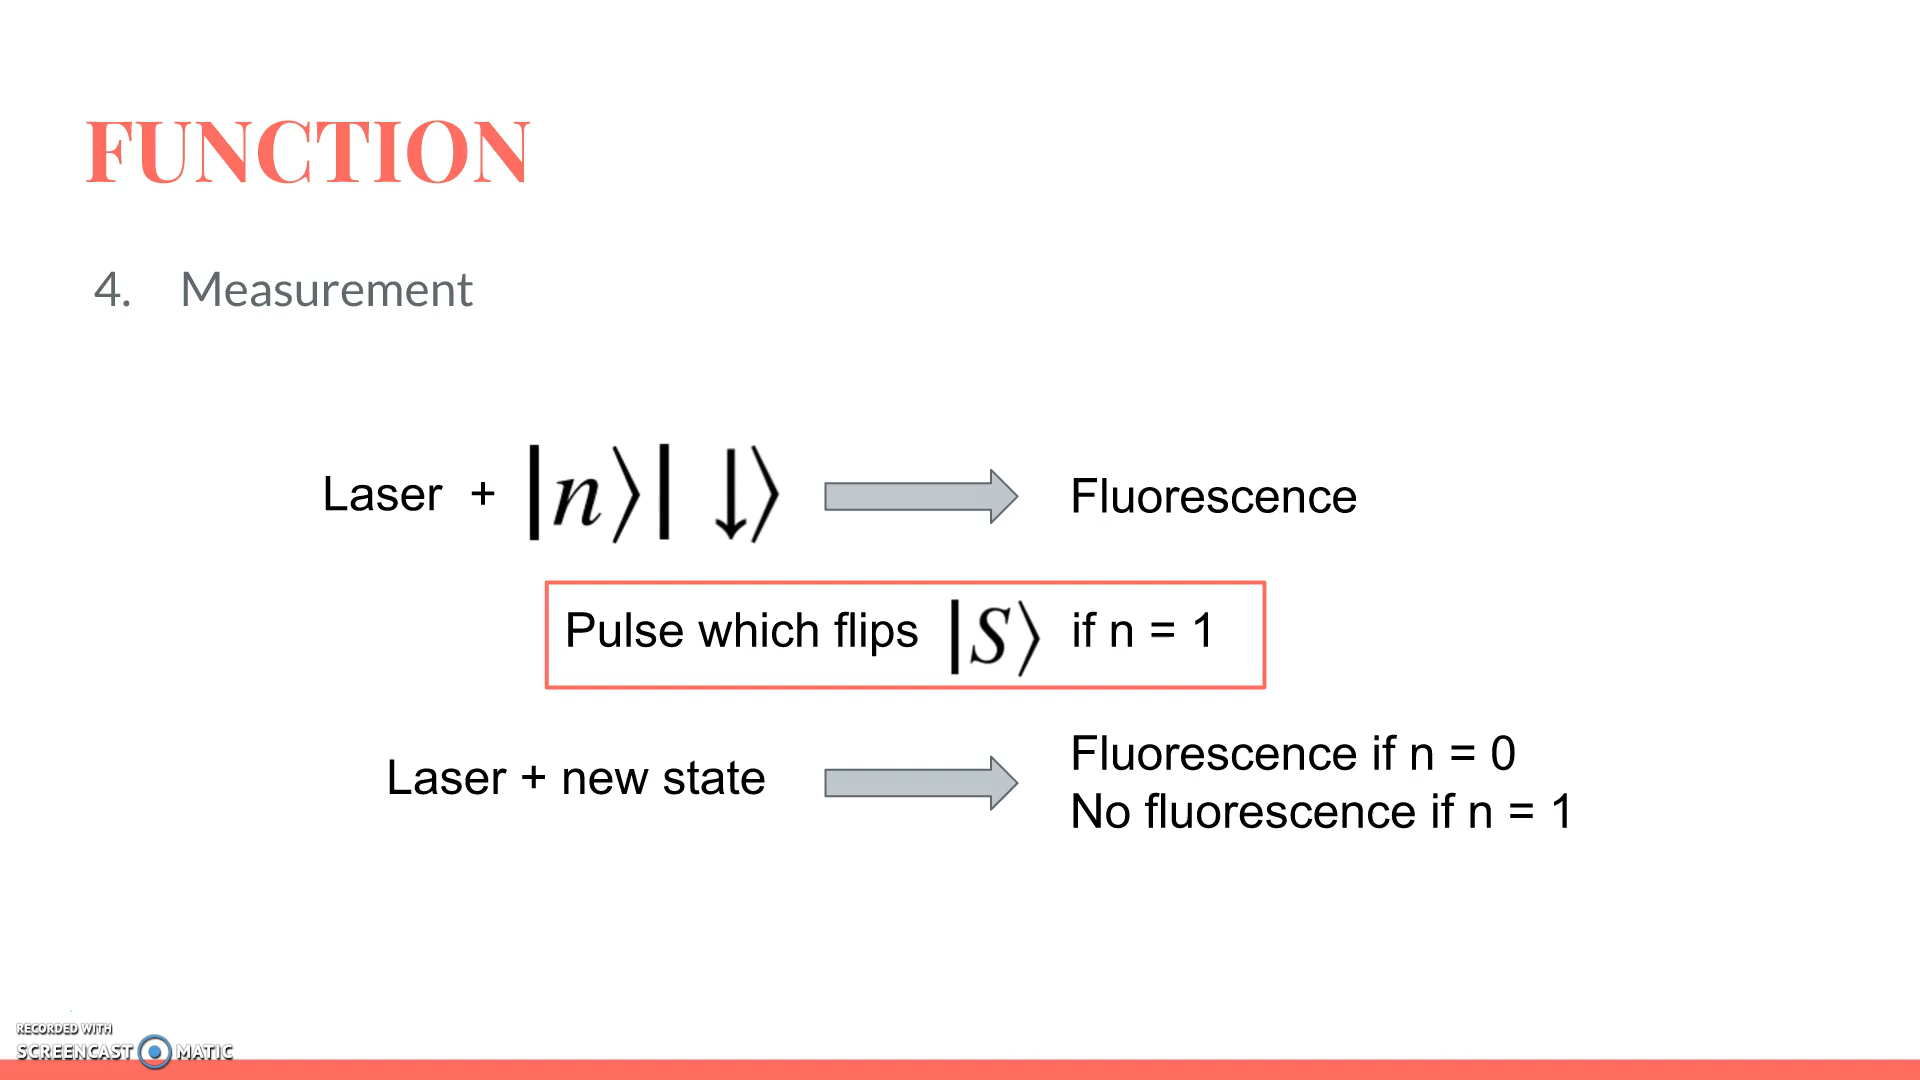 FUNCTION
4. Measurement
Laser + |n⟩| ↓⟩ Fluorescence
Pulse which flips |S⟩ if n = 1
Laser + new state
Fluorescence if n = 0
No fluorescence if n = 1
RECORDED WITH
SCREENCAST MATIC